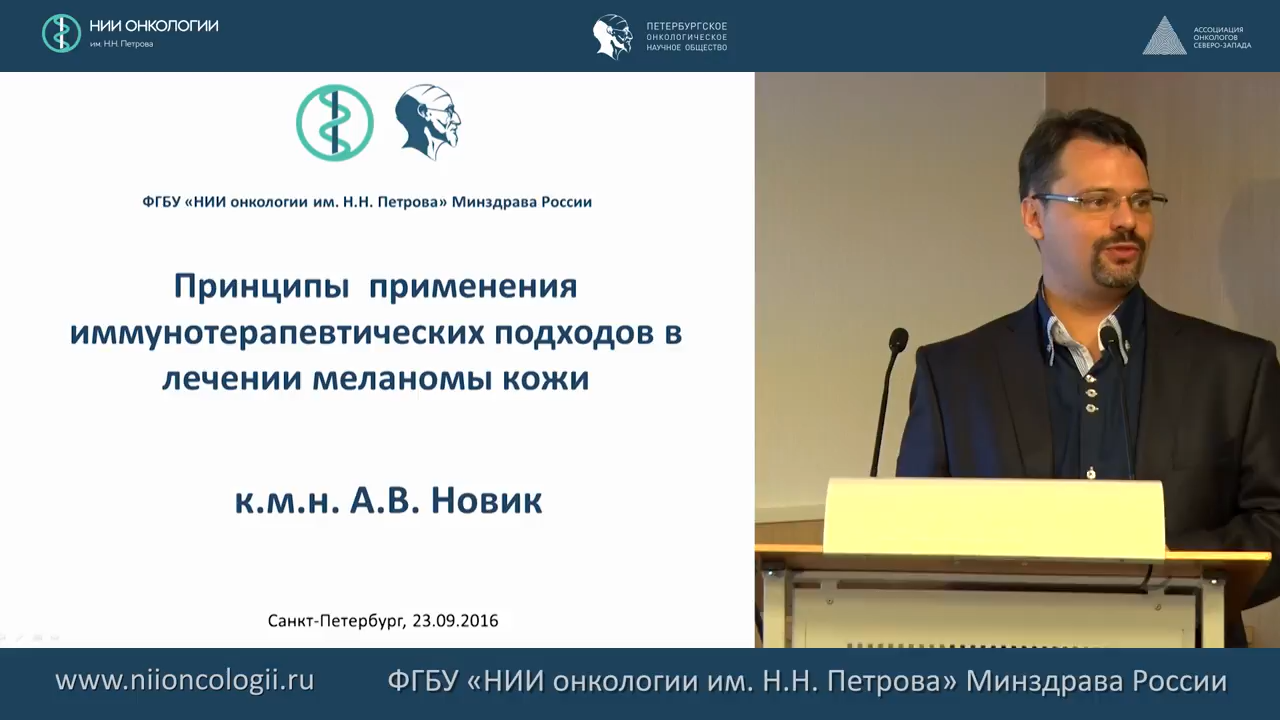 НИИ ОНКОЛОГИИ
им. Н.Н. Петрова
ПЕТЕРБУРГСКОЕ
ОНКОЛОГИЧЕСКОЕ
НАУЧНОЕ ОБЩЕСТВО
АССОЦИАЦИЯ
ОНКОЛОГОВ
СЕВЕРО-ЗАПАДА
ФГБУ «НИИ онкологии им. Н.Н. Петрова» Минздрава России
Принципы применения
иммунотерапевтических подходов в
лечении меланомы кожи
к.м.н. А.В. Новик
Санкт-Петербург, 23.09.2016
www.niioncologii.ru
ФГБУ «НИИ онкологии им. Н.Н. Петрова» Минздрава России